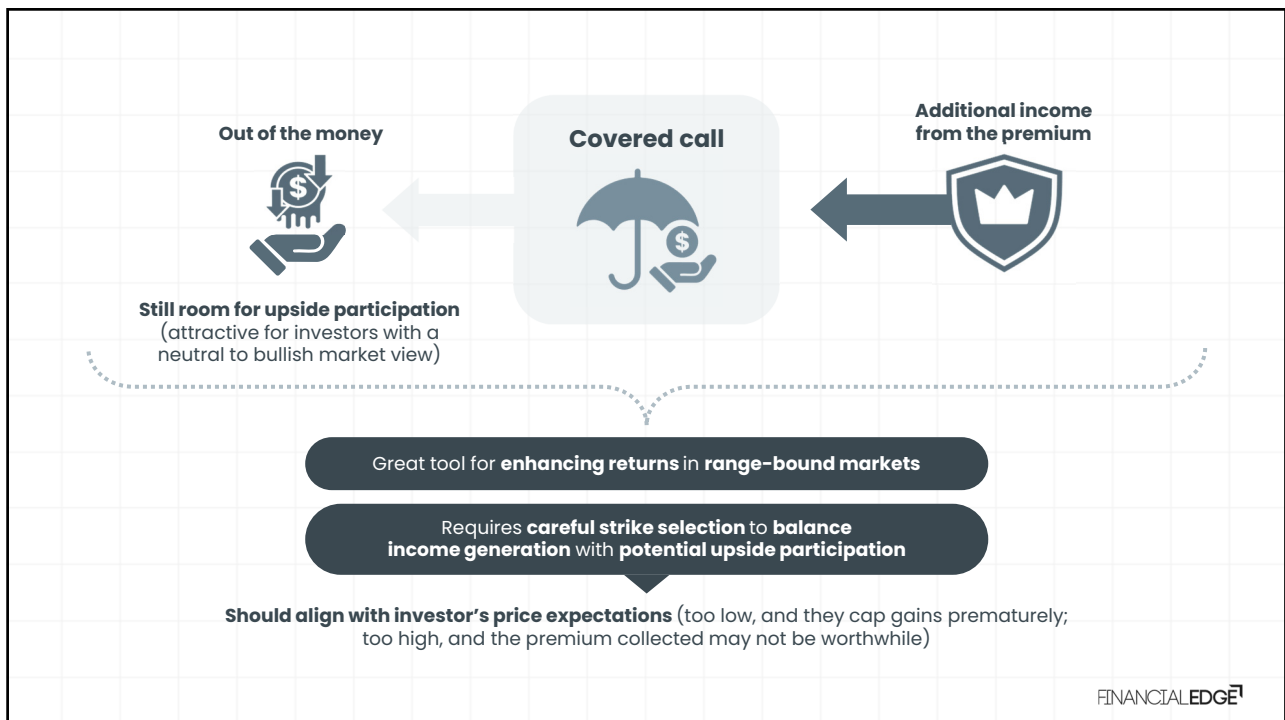 Out of the money
Covered call
Additional income
from the premium
$
$
Still room for upside participation
(attractive for investors with a
neutral to bullish market view)
Great tool for enhancing returns in range-bound markets
Requires careful strike selection to balance
income generation with potential upside participation
Should align with investor’s price expectations (too low, and they cap gains prematurely;
too high, and the premium collected may not be worthwhile)
FINANCIALEDGE